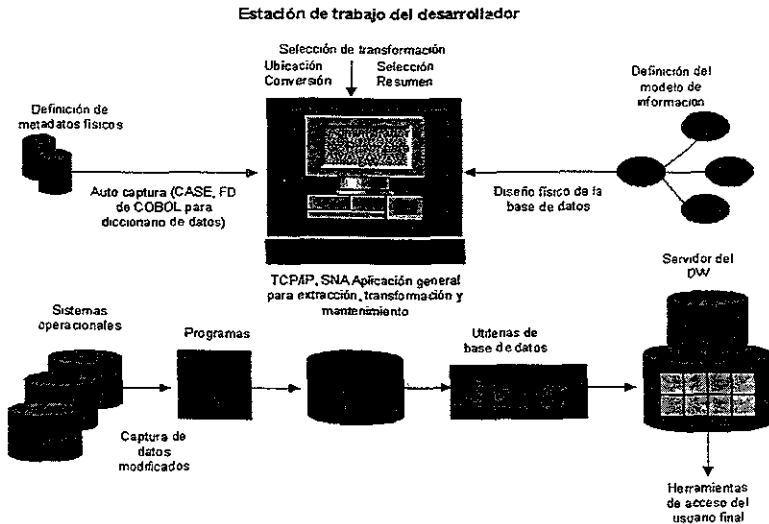 Estación de trabajo del desarrollador
Selección de transformación
Ubicación
Conversión
Selección
Resumen
Definición de
metadatos físicos
Definición del
modelo de
información
Auto captura (CASE, FD
de COBOL para
diccionario de datos)
Diseño físico de la
base de datos
TCP/IP, SNA Aplicación general
para extracción, transformación y
mantenimiento
Servidor del
DW
Sistemas
operacionales
Programas
Utilerias de
base de datos
Captura de
datos
modificados
Herramientas
de acceso del
usuario final